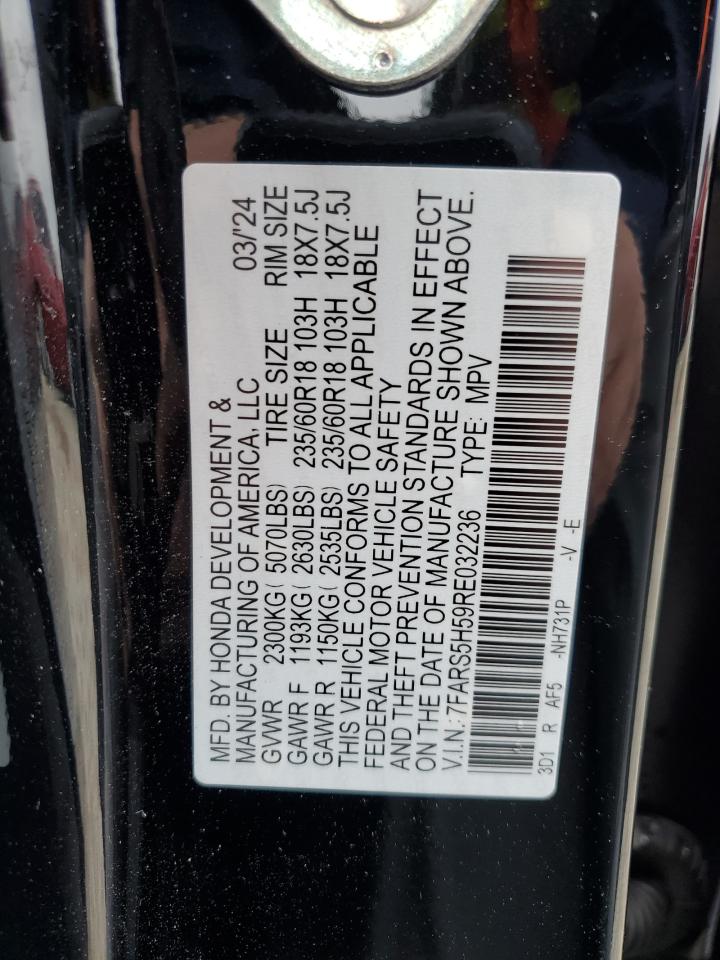 MFD. BY HONDA DEVELOPMENT &
MANUFACTURING OF AMERICA, LLC 03/'24
GVWR 2300KG( 5070LBS) TIRE SIZE RIM SIZE
GAWR F 1193KG( 2630LBS) 235/60R18 103H 18X7.5J
GAWR R 1150KG( 2535LBS) 235/60R18 103H 18X7.5J
THIS VEHICLE CONFORMS TO ALL APPLICABLE
FEDERAL MOTOR VEHICLE SAFETY
AND THEFT PREVENTION STANDARDS IN EFFECT
ON THE DATE OF MANUFACTURE SHOWN ABOVE.
V.I.N.: 7FARS5H59RE032236 TYPE: MPV
3D1 R AF5 -NH731P -V -E